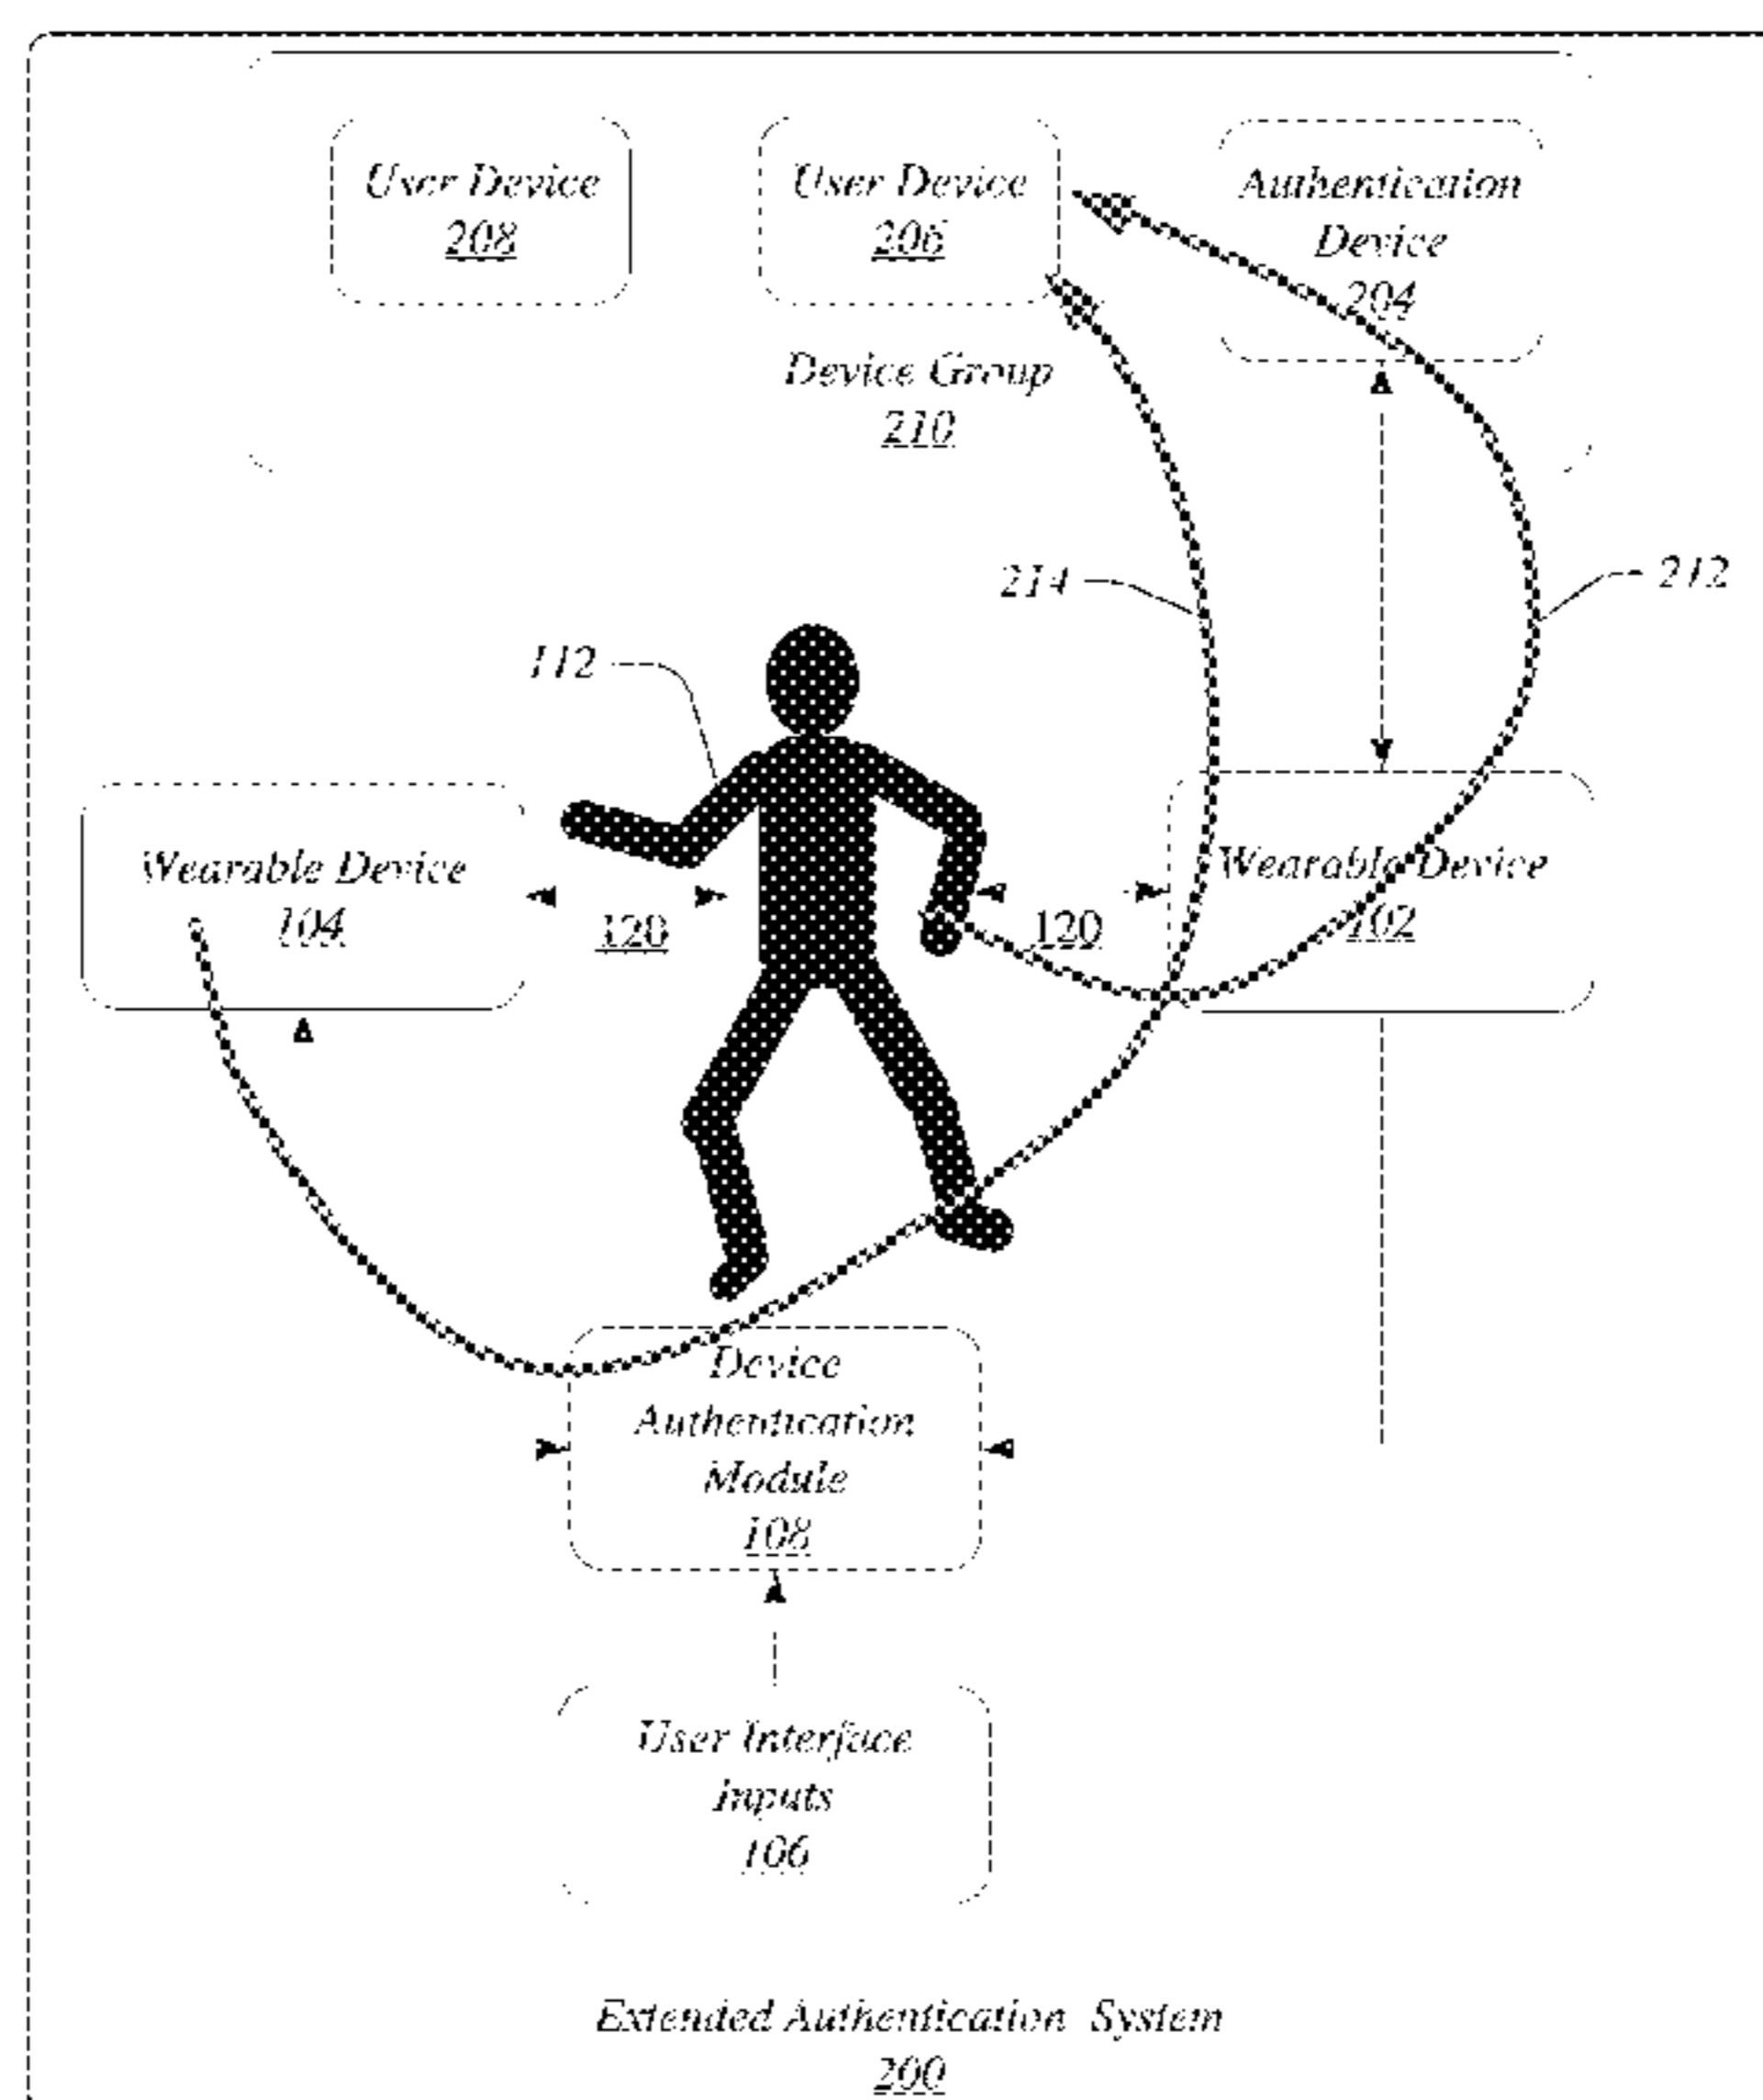 User Device
208
User Device
206
Authentication
Device
204
Device Group
210
214
212
112
Wearable Device
104
120
120
Wearable Device
102
Device
Authentication
Module
108
User Interface
Inputs
106
Extended Authentication System
200